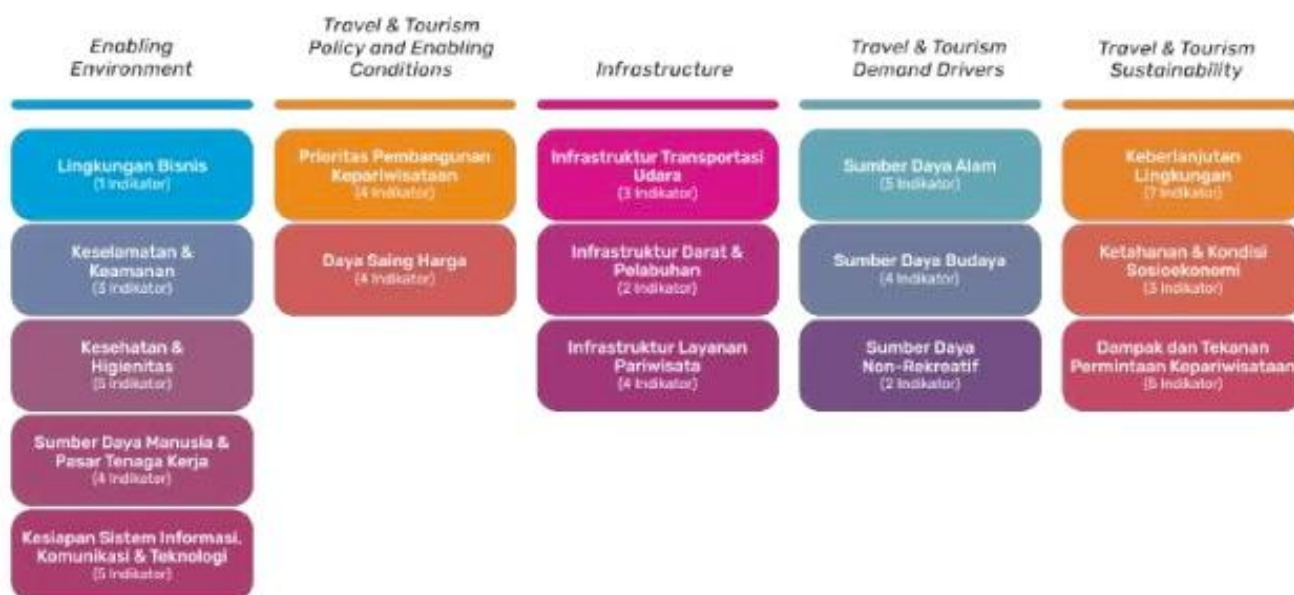 Enabling
Environment
Lingkungan Bisnis
(1 Indikator)
Keselamatan &
Keamanan
(3 Indikator)
Kesehatan &
Higienitas
(5 Indikator)
Sumber Daya Manusia &
Pasar Tenaga Kerja
(4 Indikator)
Kesiapan Sistem Informasi,
Komunikasi & Teknologi
(5 Indikator)
Travel & Tourism
Policy and Enabling
Conditions
Prioritas Pembangunan
Kepariwisataan
(4 Indikator)
Daya Saing Harga
(4 Indikator)
Infrastructure
Infrastruktur Transportasi
Udara
(3 Indikator)
Infrastruktur Darat &
Pelabuhan
(2 Indikator)
Infrastruktur Layanan
Pariwisata
(4 Indikator)
Travel & Tourism
Demand Drivers
Sumber Daya Alam
(5 Indikator)
Sumber Daya Budaya
(4 Indikator)
Sumber Daya
Non-Rekreatif
(2 Indikator)
Travel & Tourism
Sustainability
Keberlanjutan
Lingkungan
(7 Indikator)
Ketahanan & Kondisi
Sosioekonomi
(3 Indikator)
Dampak dan Tekanan
Permintaan Kepariwisataan
(5 Indikator)